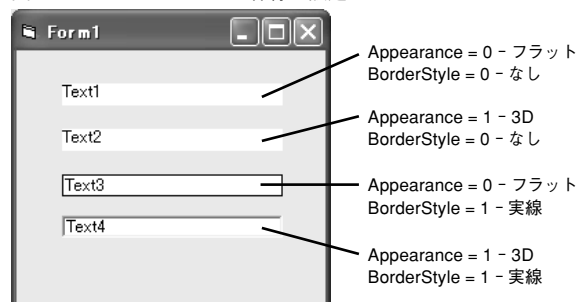 Form1
Text1
Text2
Text3
Text4
Appearance = 0 - フラット
BorderStyle = 0 - なし
Appearance = 1 - 3D
BorderStyle = 0 - なし
Appearance = 0 - フラット
BorderStyle = 1 - 実線
Appearance = 1 - 3D
BorderStyle = 1 - 実線